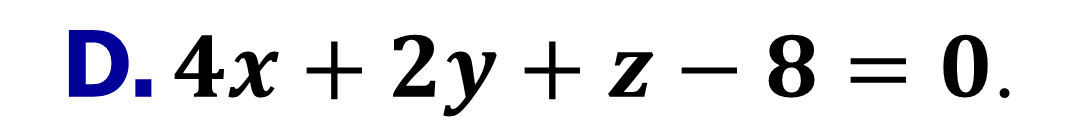 D. 4x + 2y + z − 8 = 0.